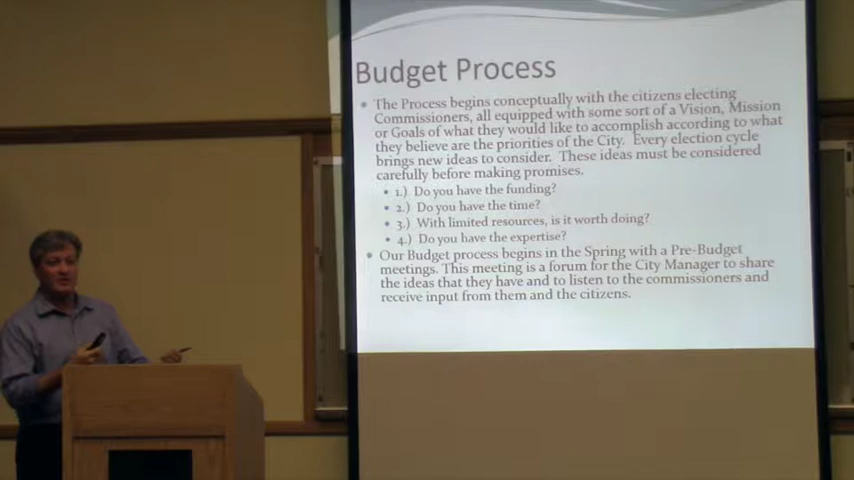 Budget Process
• The Process begins conceptually with the citizens electing
Commissioners, all equipped with some sort of a Vision, Mission
or Goals of what they would like to accomplish according to what
they believe are the priorities of the City. Every election cycle
brings new ideas to consider. These ideas must be considered
carefully before making promises.
• 1.) Do you have the funding?
• 2.) Do you have the time?
• 3.) With limited resources, is it worth doing?
• 4.) Do you have the expertise?
• Our Budget process begins in the Spring with a Pre-Budget
meetings. This meeting is a forum for the City Manager to share
the ideas that they have and to listen to the commissioners and
receive input from them and the citizens.